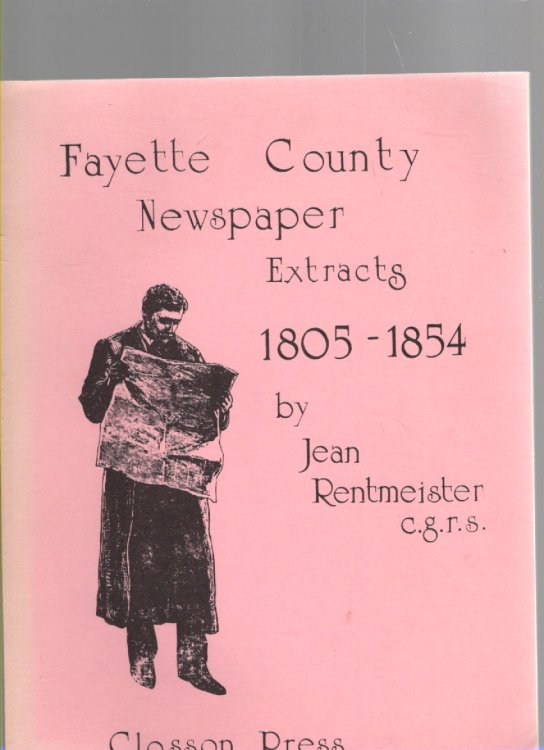 Fayette County
Newspaper
Extracts
1805 - 1854
by
Jean
Rentmeister
c.g.r.s.
Closson Press